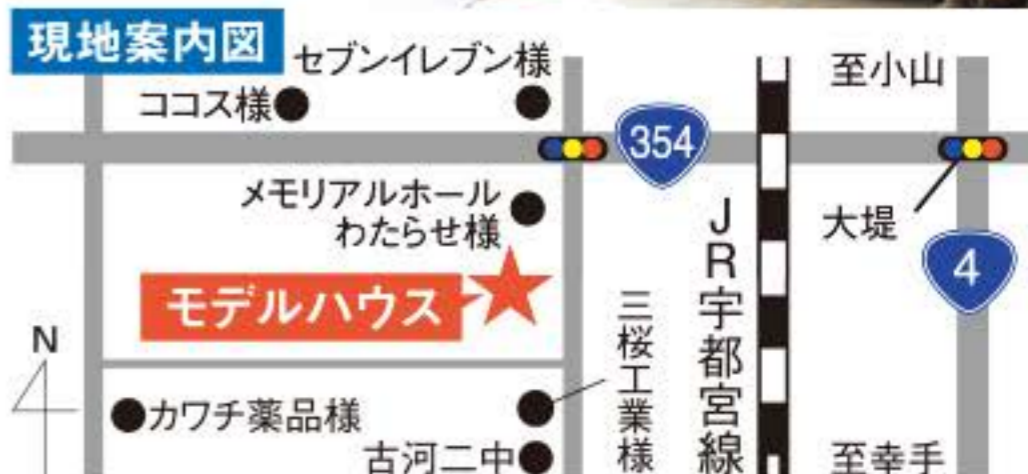 現地案内図
セブンイレブン様
ココス様
至小山
354
メモリアルホール
わたらせ様
大堤
4
モデルハウス
JR宇都宮線
三桜工業様
N
カワチ薬品様
古河二中
至幸手